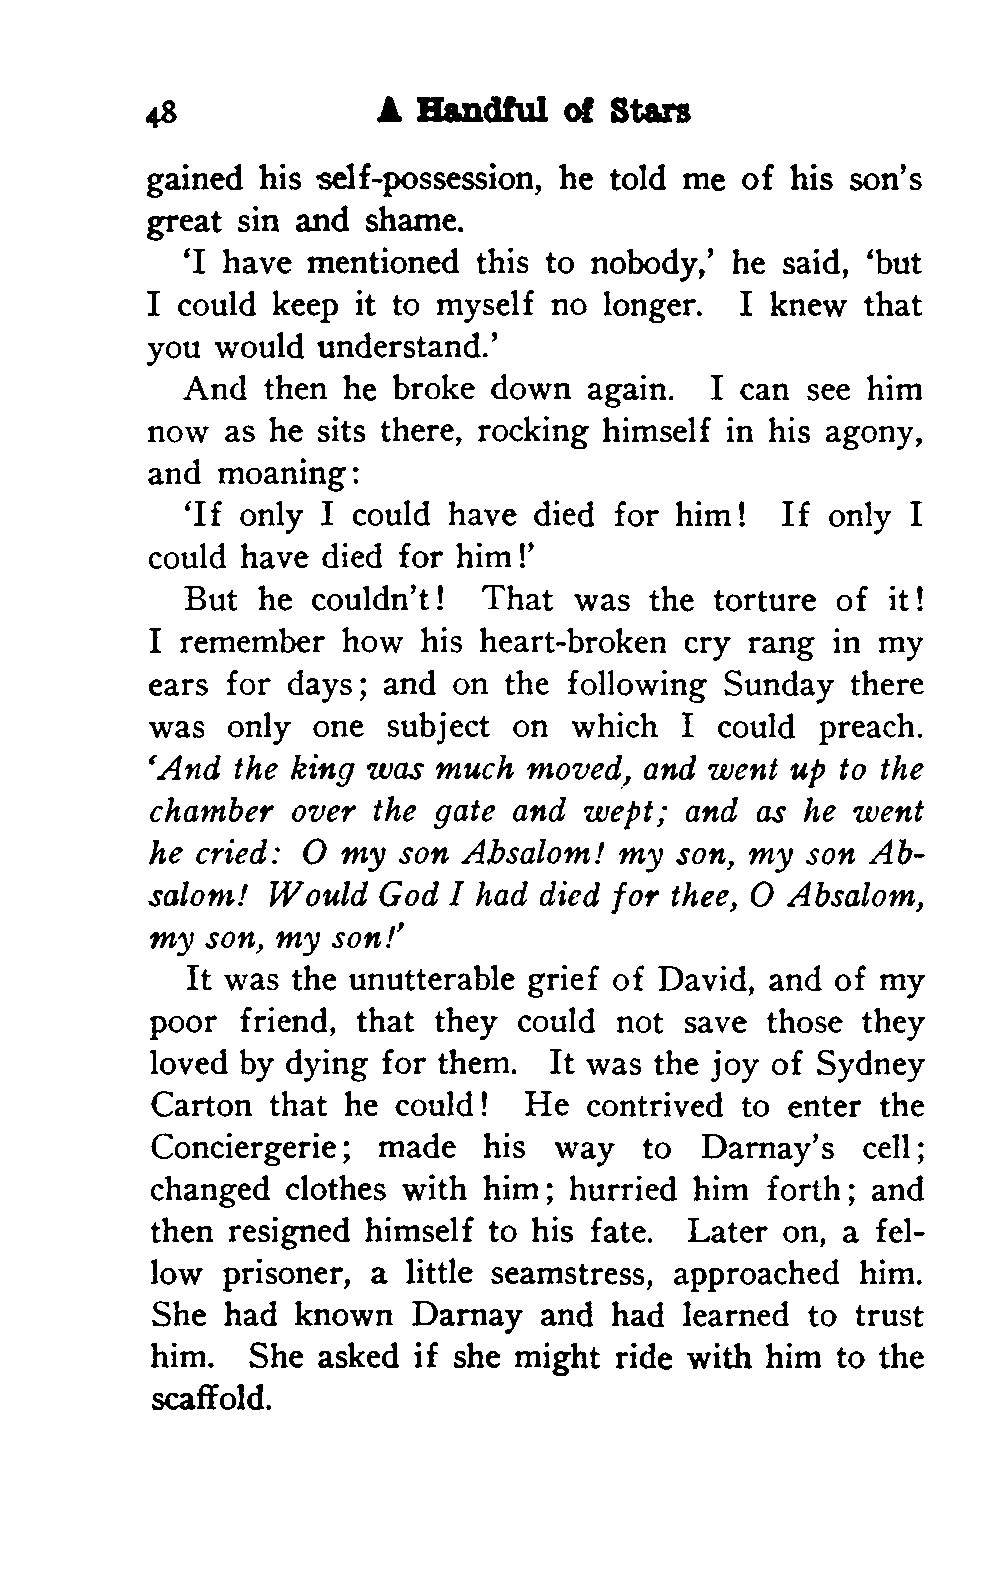 48 A Handful of Stars
gained his self-possession, he told me of his son's
great sin and shame.
'I have mentioned this to nobody,' he said, 'but
I could keep it to myself no longer. I knew that
you would understand.'
And then he broke down again. I can see him
now as he sits there, rocking himself in his agony,
and moaning:
'If only I could have died for him! If only I
could have died for him!'
But he couldn't! That was the torture of it!
I remember how his heart-broken cry rang in my
ears for days; and on the following Sunday there
was only one subject on which I could preach.
'And the king was much moved, and went up to the
chamber over the gate and wept; and as he went
he cried: O my son Absalom! my son, my son Ab-
salom! Would God I had died for thee, O Absalom,
my son, my son!'
It was the unutterable grief of David, and of my
poor friend, that they could not save those they
loved by dying for them. It was the joy of Sydney
Carton that he could! He contrived to enter the
Conciergerie; made his way to Darnay's cell;
changed clothes with him; hurried him forth; and
then resigned himself to his fate. Later on, a fel-
low prisoner, a little seamstress, approached him.
She had known Darnay and had learned to trust
him. She asked if she might ride with him to the
scaffold.